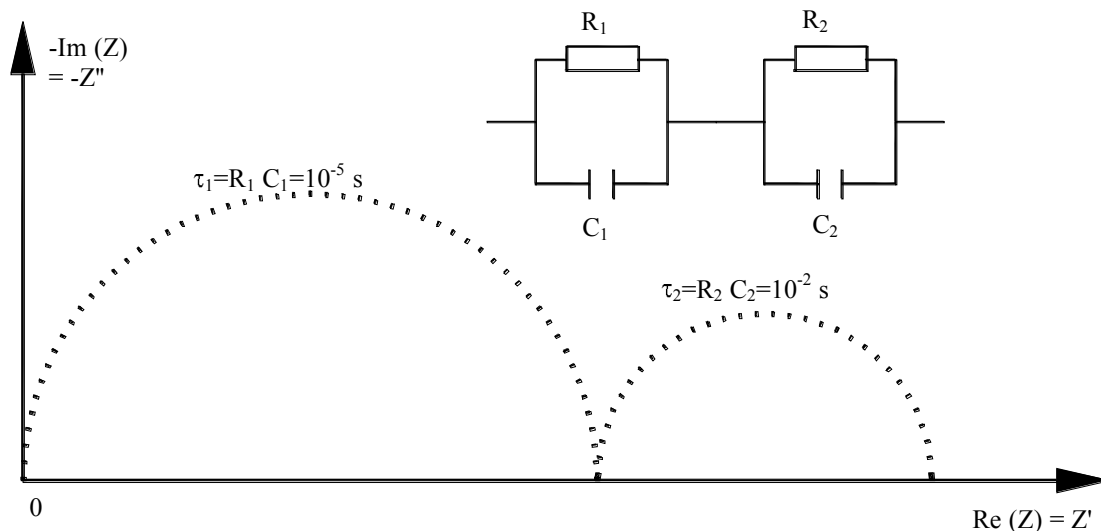 -Im (Z)
= -Z"
R₁
R₂
τ₁=R₁ C₁=10⁻⁵ s
C₁
C₂
τ₂=R₂ C₂=10⁻² s
0
Re (Z) = Z'